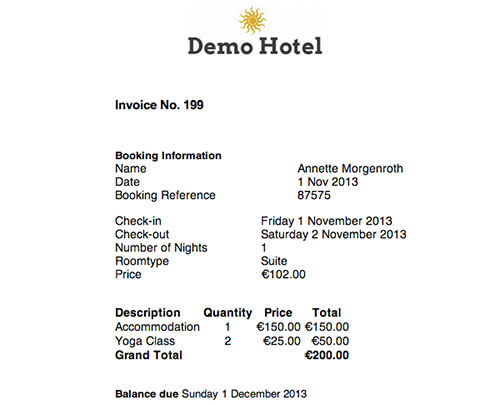 Demo Hotel
Invoice No. 199
Booking Information
Name Annette Morgenroth
Date 1 Nov 2013
Booking Reference 87575
Check-in Friday 1 November 2013
Check-out Saturday 2 November 2013
Number of Nights 1
Roomtype Suite
Price €102.00
Description Quantity Price Total
Accommodation 1 €150.00 €150.00
Yoga Class 2 €25.00 €50.00
Grand Total €200.00
Balance due Sunday 1 December 2013